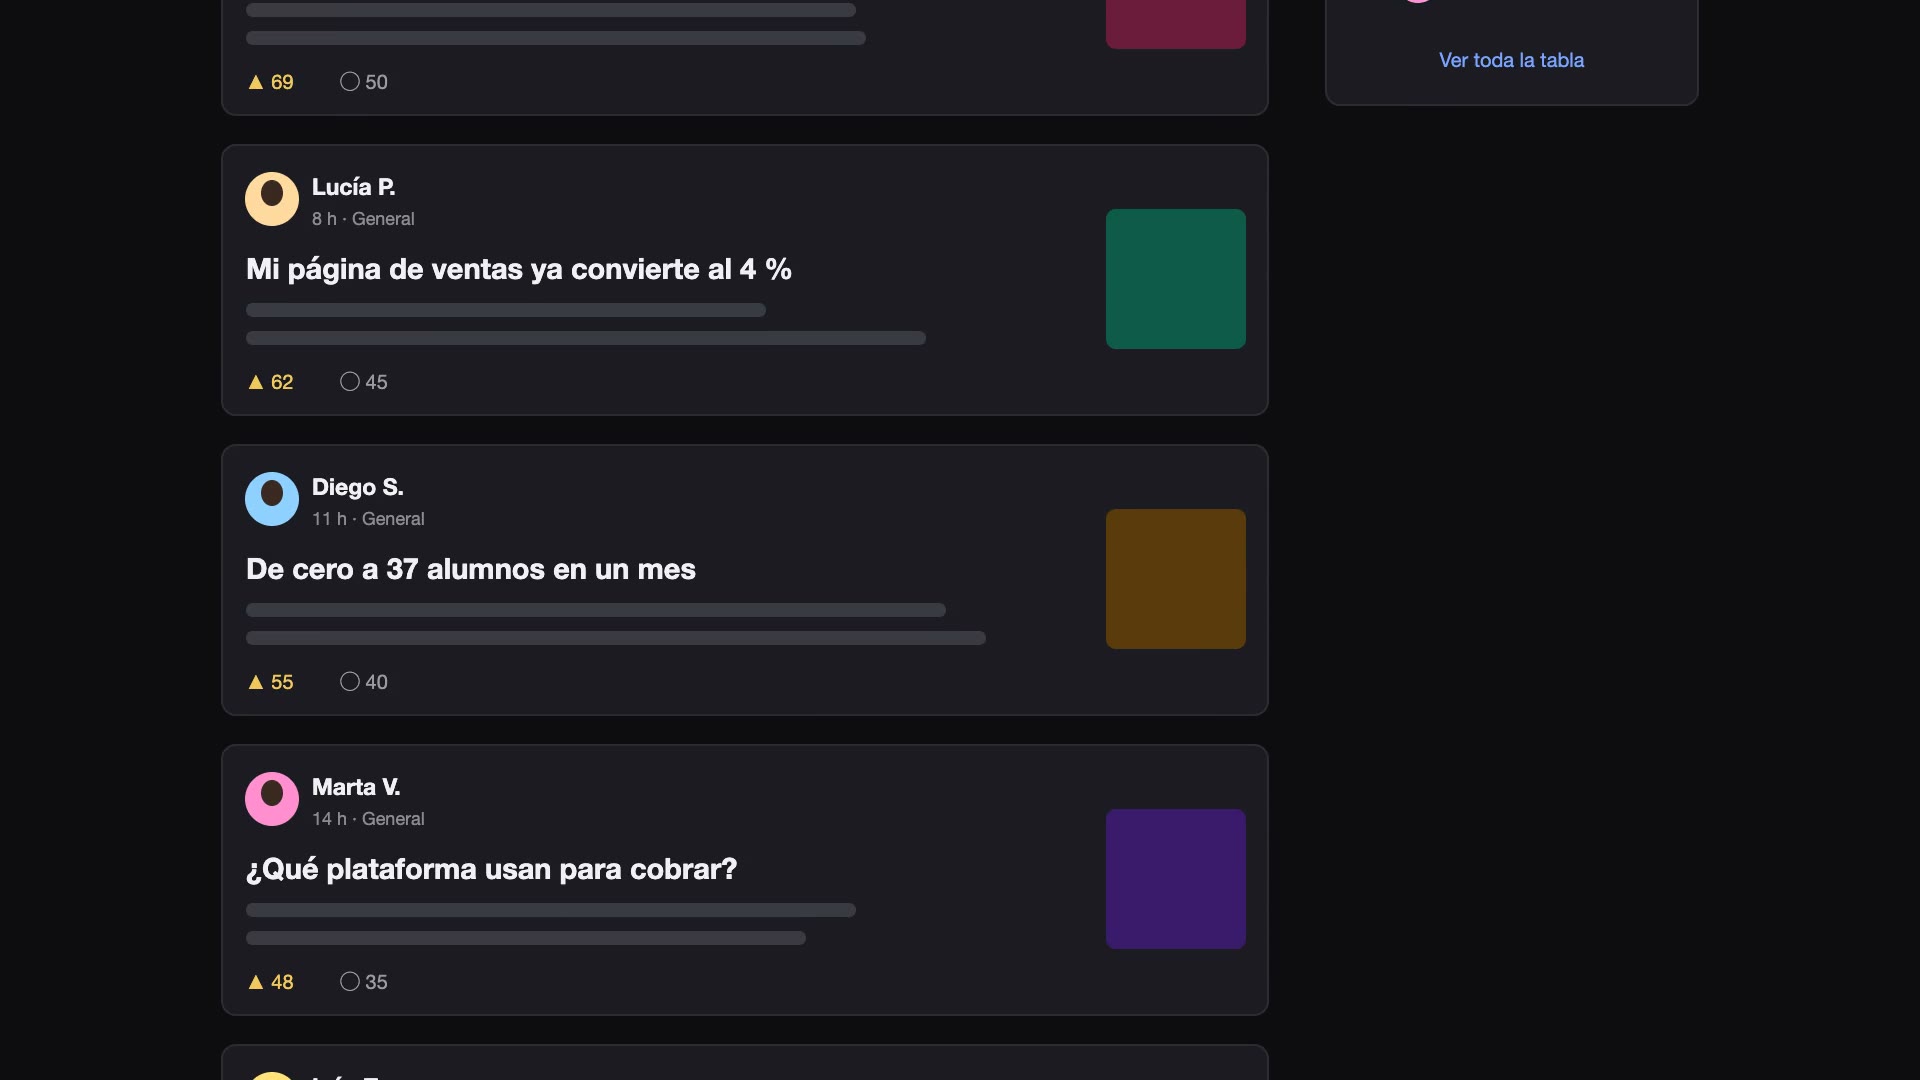 ▲ 69 50
Ver toda la tabla
Lucía P.
8 h · General
Mi página de ventas ya convierte al 4 %
▲ 62 45
Diego S.
11 h · General
De cero a 37 alumnos en un mes
▲ 55 40
Marta V.
14 h · General
¿Qué plataforma usan para cobrar?
▲ 48 35